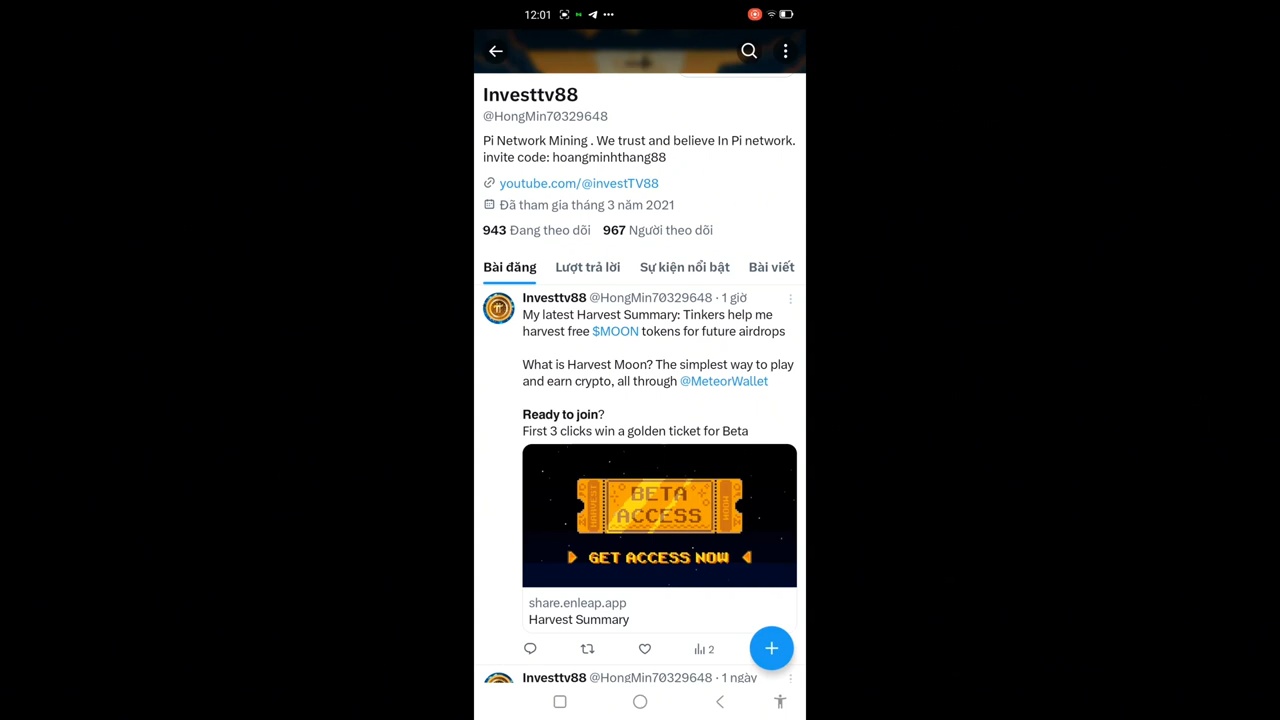 12:01
Investtv88
@HongMin70329648
Pi Network Mining . We trust and believe In Pi network.
invite code: hoangminhthang88
youtube.com/@investTV88
Đã tham gia tháng 3 năm 2021
943 Đang theo dõi 967 Người theo dõi
Bài đăng Lượt trả lời Sự kiện nổi bật Bài viết
Investtv88 @HongMin70329648 · 1 giờ
My latest Harvest Summary: Tinkers help me
harvest free $MOON tokens for future airdrops
What is Harvest Moon? The simplest way to play
and earn crypto, all through @MeteorWallet
Ready to join?
First 3 clicks win a golden ticket for Beta
HARVEST
BETA
ACCESS
MOON
GET ACCESS NOW
share.enleap.app
Harvest Summary
2
Investtv88 @HongMin70329648 · 1 ngày